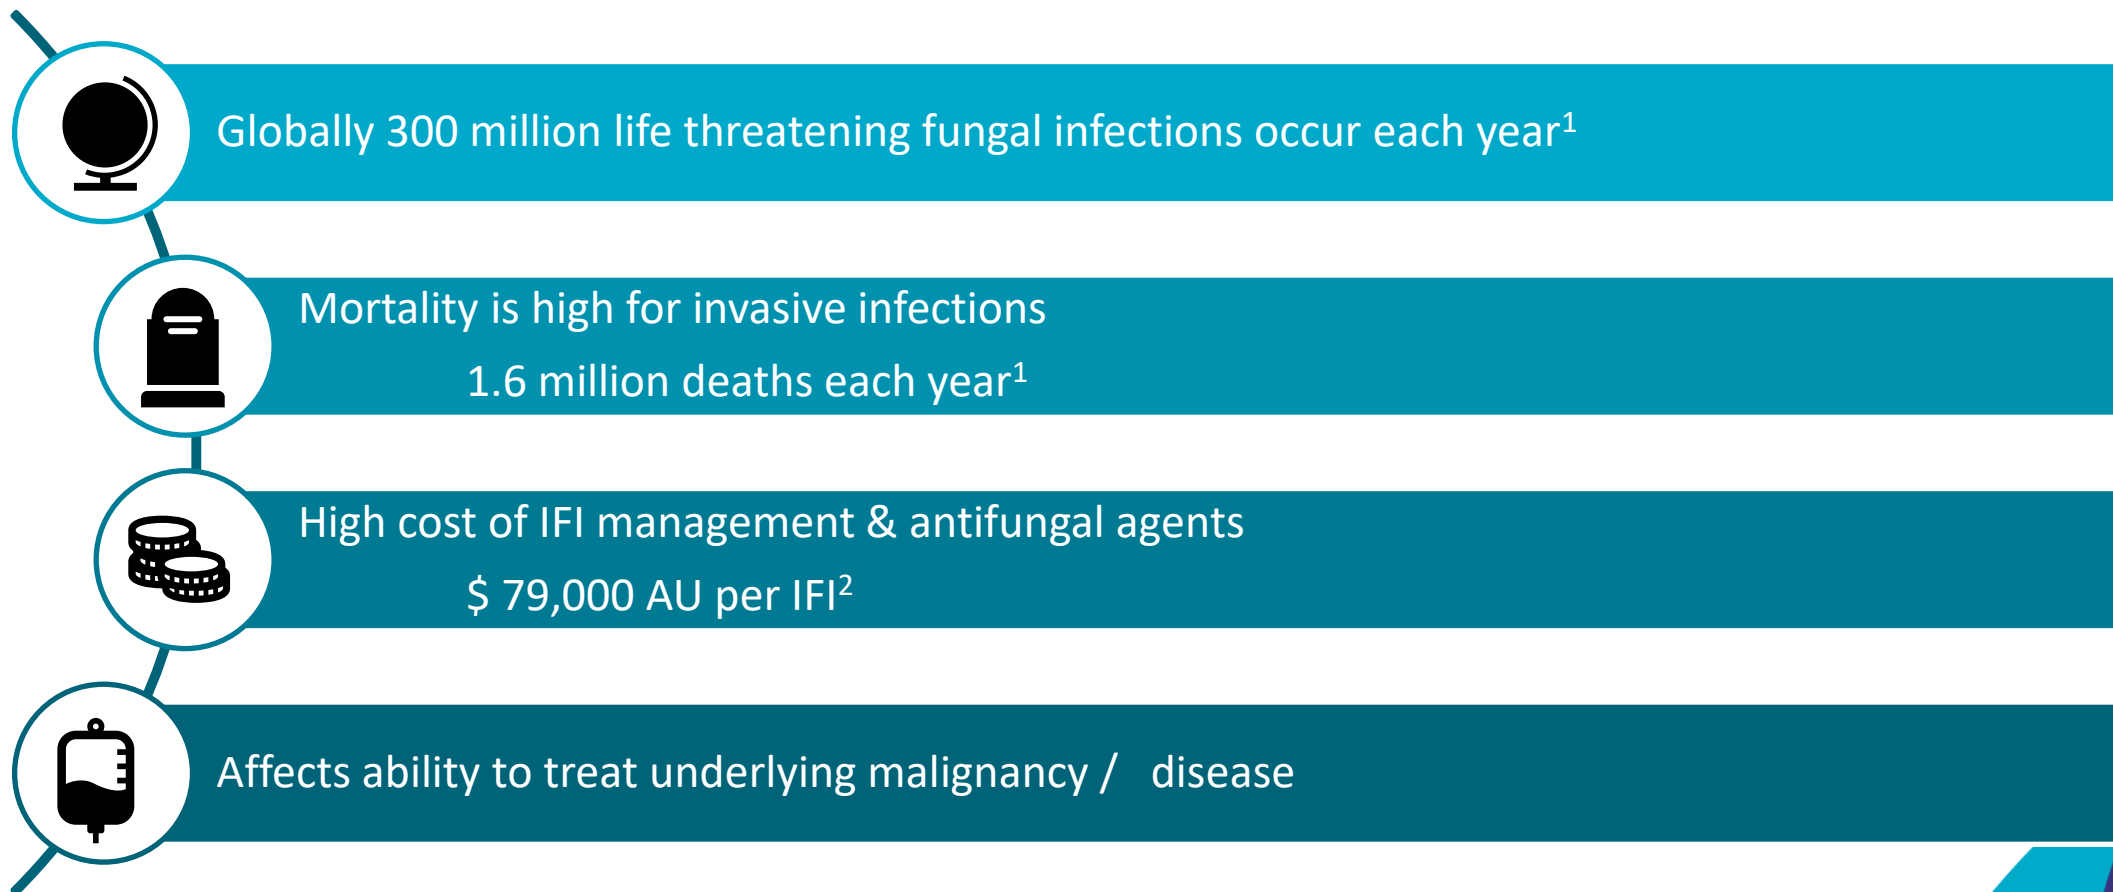 Globally 300 million life threatening fungal infections occur each year¹
Mortality is high for invasive infections
1.6 million deaths each year¹
High cost of IFI management & antifungal agents
$ 79,000 AU per IFI²
Affects ability to treat underlying malignancy /   disease